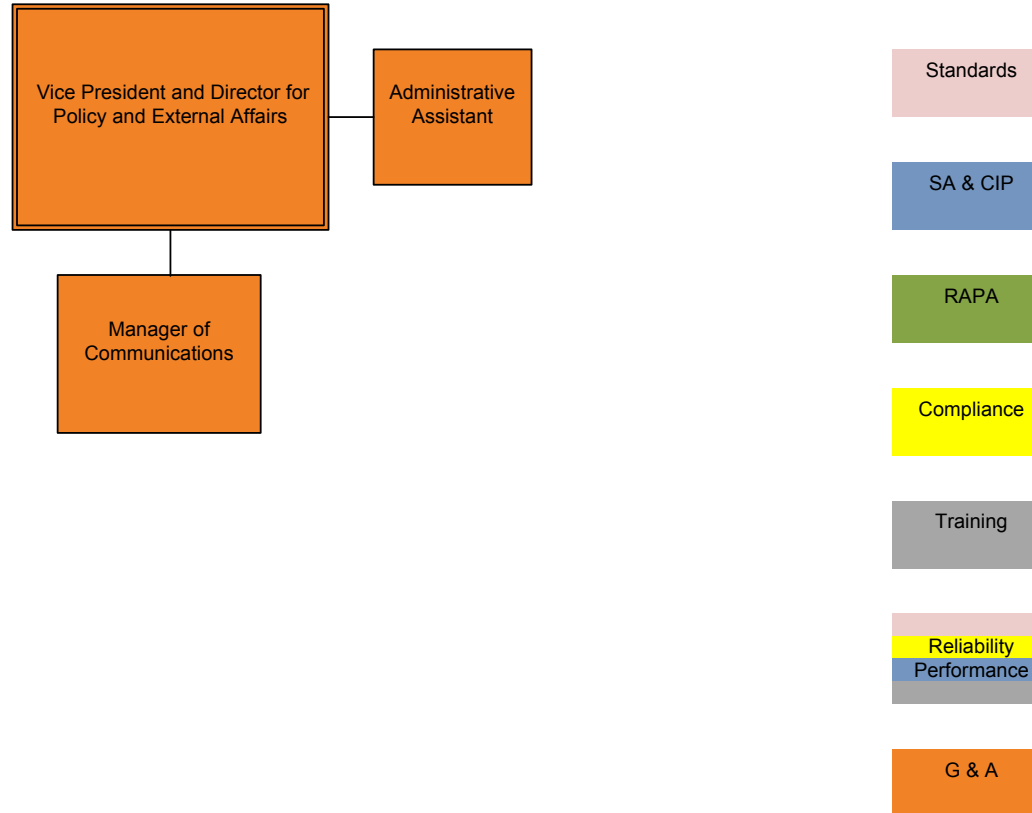 Vice President and Director for
Policy and External Affairs
Administrative
Assistant
Manager of
Communications
Standards
SA & CIP
RAPA
Compliance
Training
Reliability
Performance
G & A